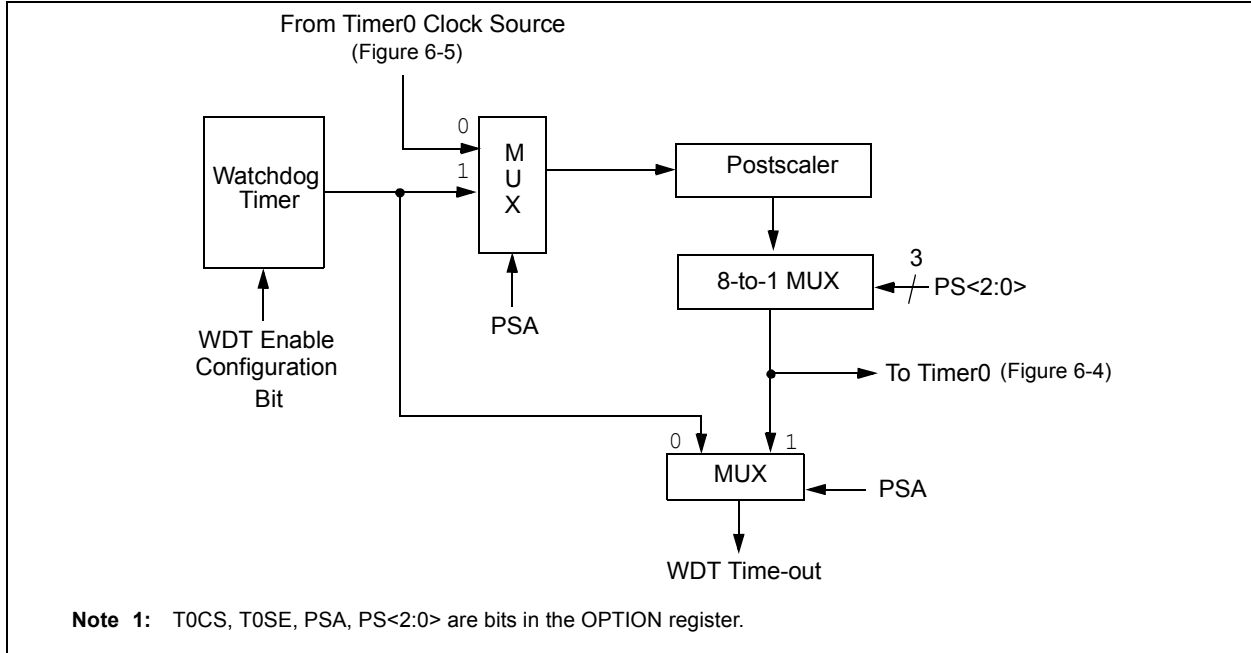 From Timer0 Clock Source
(Figure 6-5)
0
1
M
U
X
Postscaler
Watchdog
Timer
3
8-to-1 MUX
PS<2:0>
PSA
WDT Enable
Configuration
Bit
To Timer0 (Figure 6-4)
0
1
MUX
PSA
WDT Time-out
Note 1: T0CS, T0SE, PSA, PS<2:0> are bits in the OPTION register.